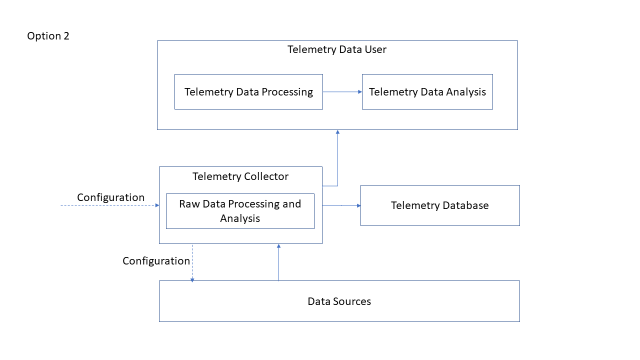 Option 2
Telemetry Data User
Telemetry Data Processing
Telemetry Data Analysis
Telemetry Collector
Configuration
Raw Data Processing and
Analysis
Telemetry Database
Configuration
Data Sources